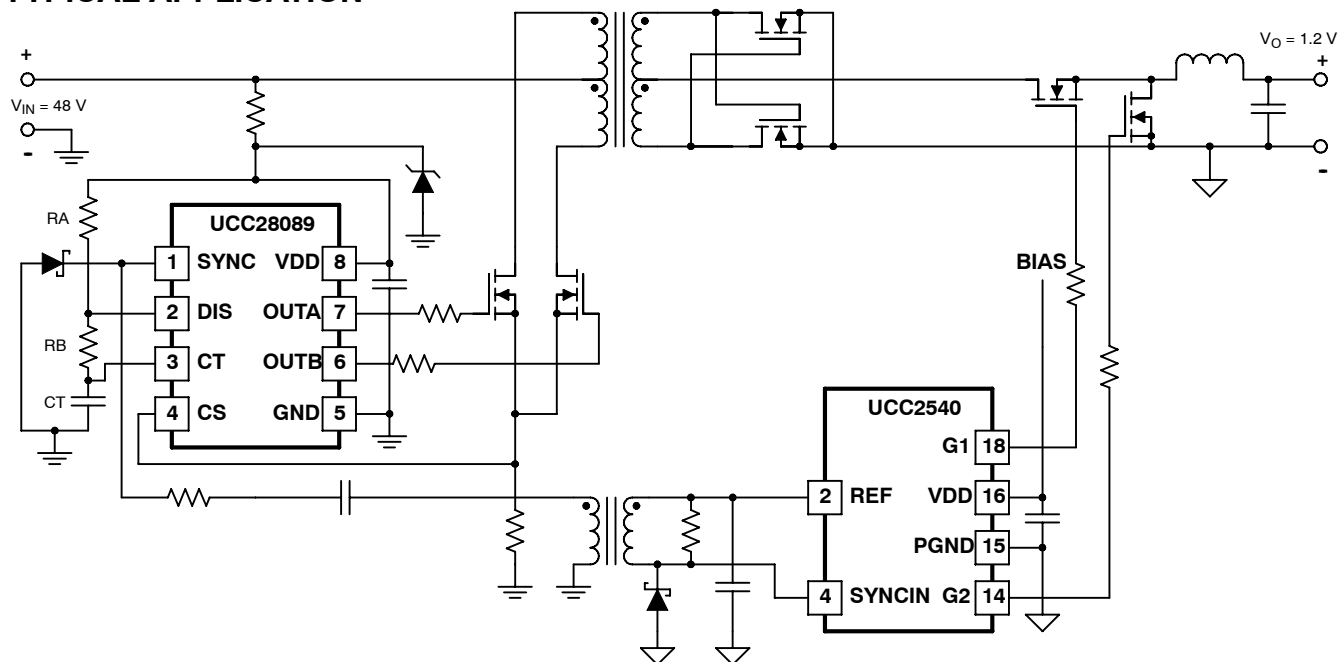 TYPICAL APPLICATION
+
V_IN = 48 V
-
V_O = 1.2 V
+
-
RA
RB
CT
UCC28089
1 SYNC VDD 8
2 DIS OUTA 7
3 CT OUTB 6
4 CS GND 5
BIAS
UCC2540
G1 18
2 REF VDD 16
PGND 15
4 SYNCIN G2 14